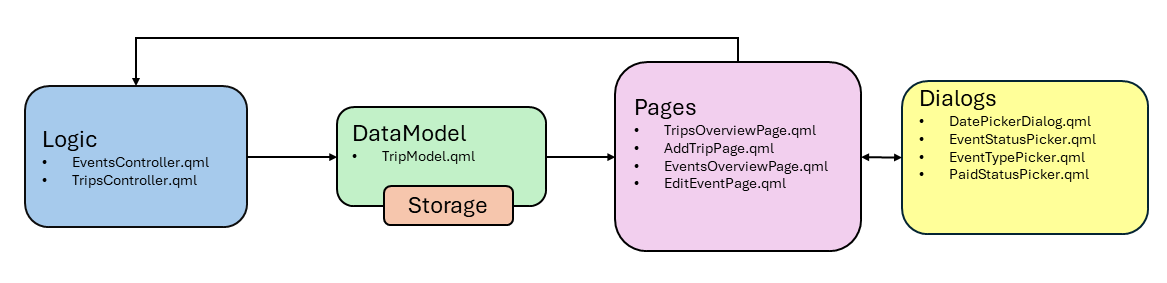 Logic
• EventsController.qml
• TripsController.qml
DataModel
• TripModel.qml
Storage
Pages
• TripsOverviewPage.qml
• AddTripPage.qml
• EventsOverviewPage.qml
• EditEventPage.qml
Dialogs
• DatePickerDialog.qml
• EventStatusPicker.qml
• EventTypePicker.qml
• PaidStatusPicker.qml